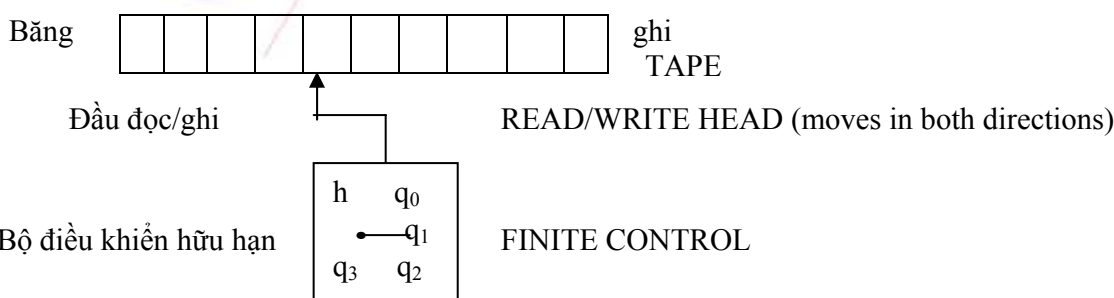 Băng ghi
TAPE
Đầu đọc/ghi READ/WRITE HEAD (moves in both directions)
h q₀
Bộ điều khiển hữu hạn q₁ FINITE CONTROL
q₃ q₂